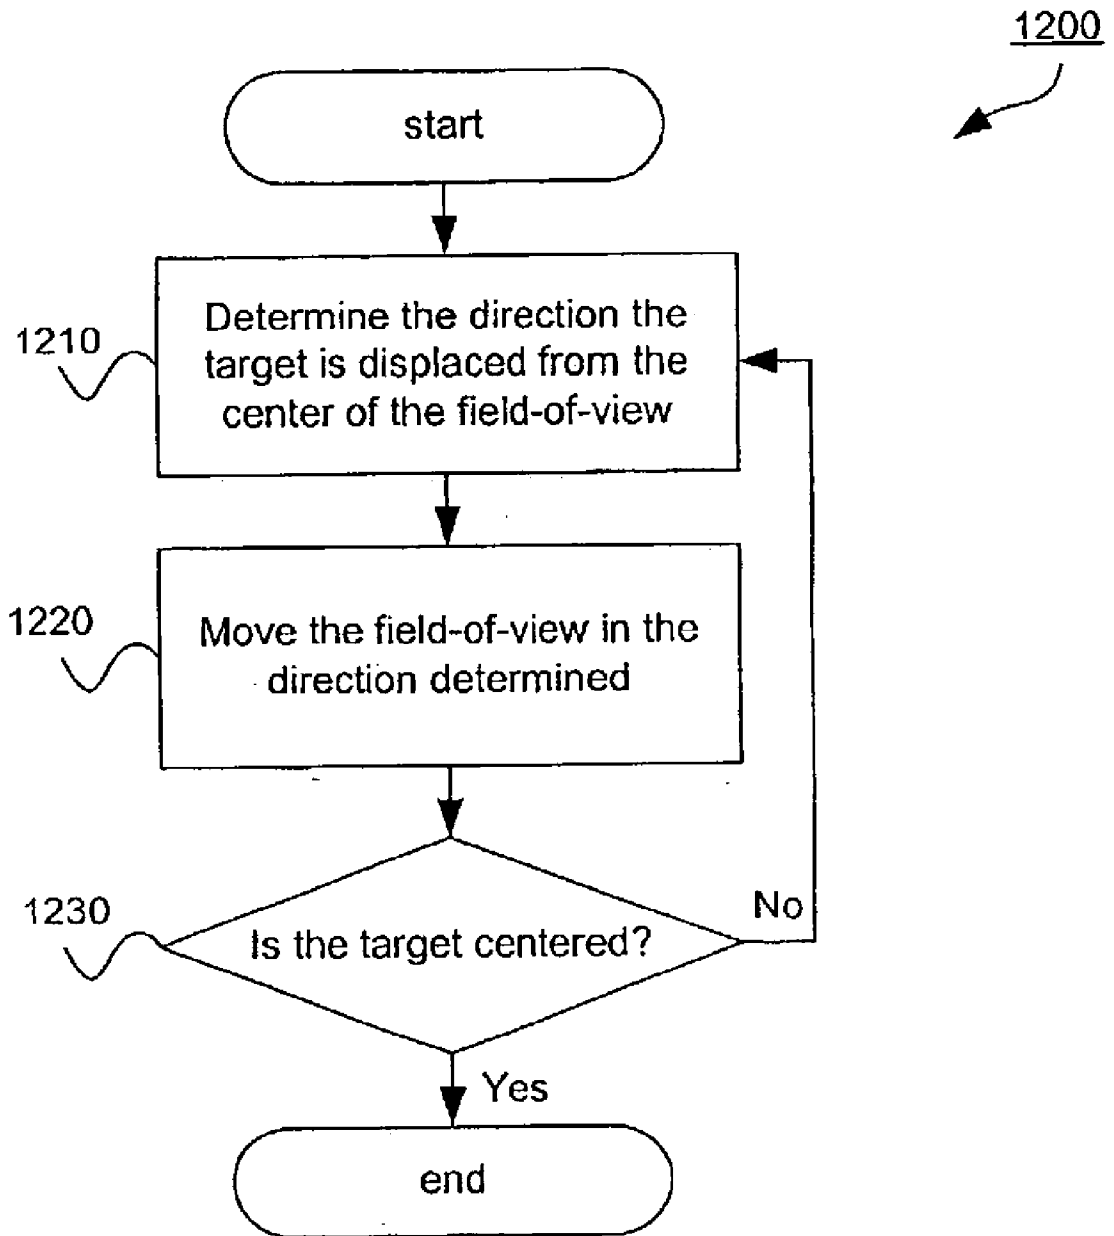 1200
start
1210
Determine the direction the
target is displaced from the
center of the field-of-view
1220
Move the field-of-view in the
direction determined
1230
Is the target centered?
No
Yes
end